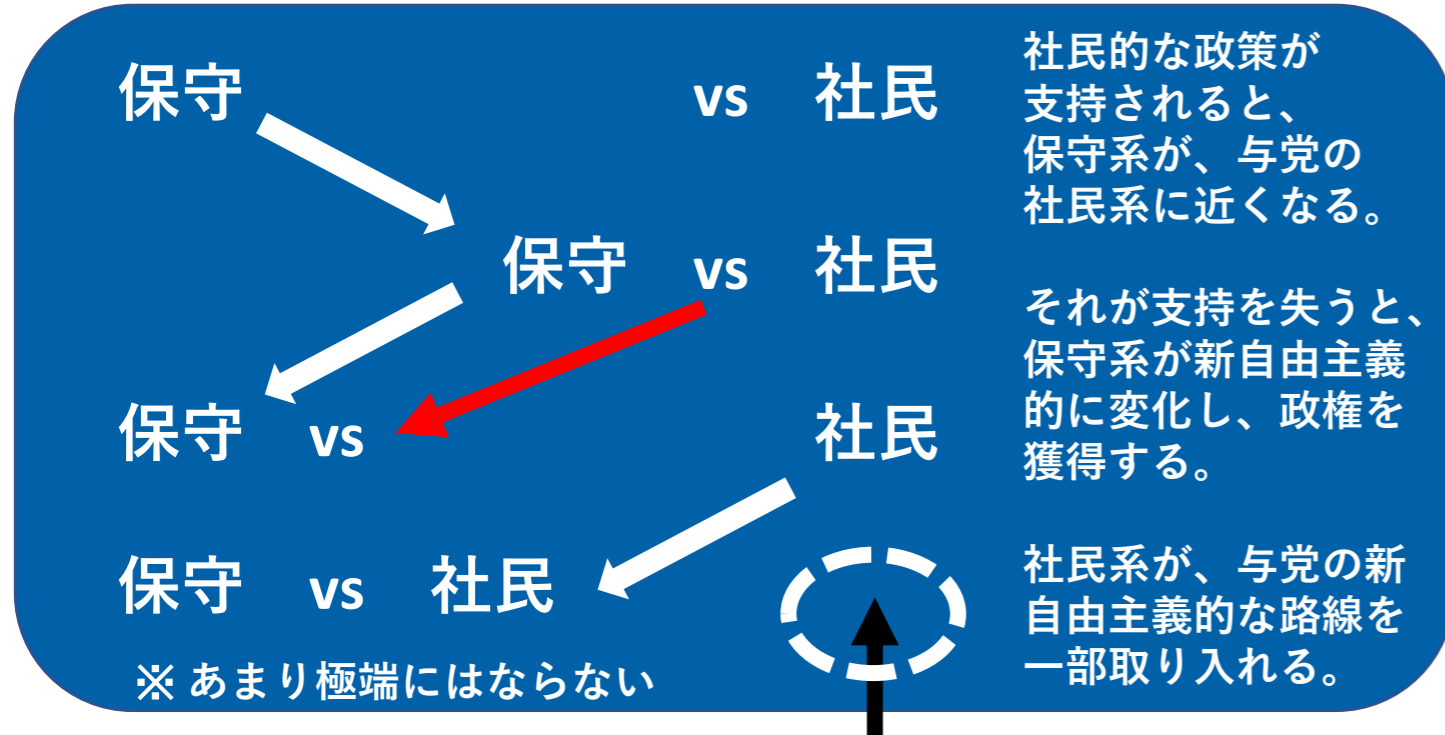 保守 vs 社民
社民的な政策が
支持されると、
保守系が、与党の
社民系に近くなる。
保守 vs 社民
それが支持を失うと、
保守系が新自由主義
的に変化し、政権を
獲得する。
保守 vs 社民
保守 vs 社民
社民系が、与党の新
自由主義的な路線を
一部取り入れる。
※ あまり極端にはならない